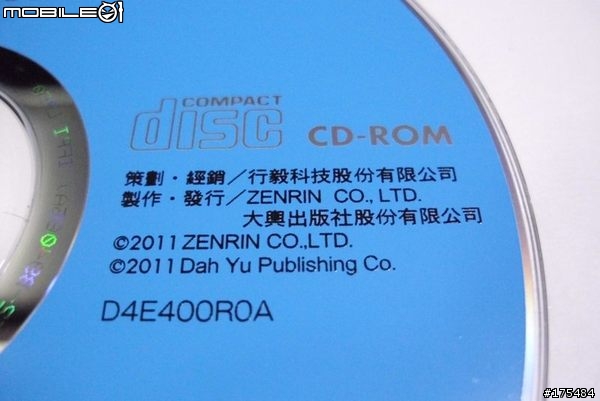 MOBILE01
COMPACT
disc CD-ROM
策劃・經銷／行毅科技股份有限公司
製作・發行／ZENRIN CO., LTD.
大輿出版社股份有限公司
©2011 ZENRIN CO.,LTD.
©2011 Dah Yu Publishing Co.
D4E400R0A
#175484